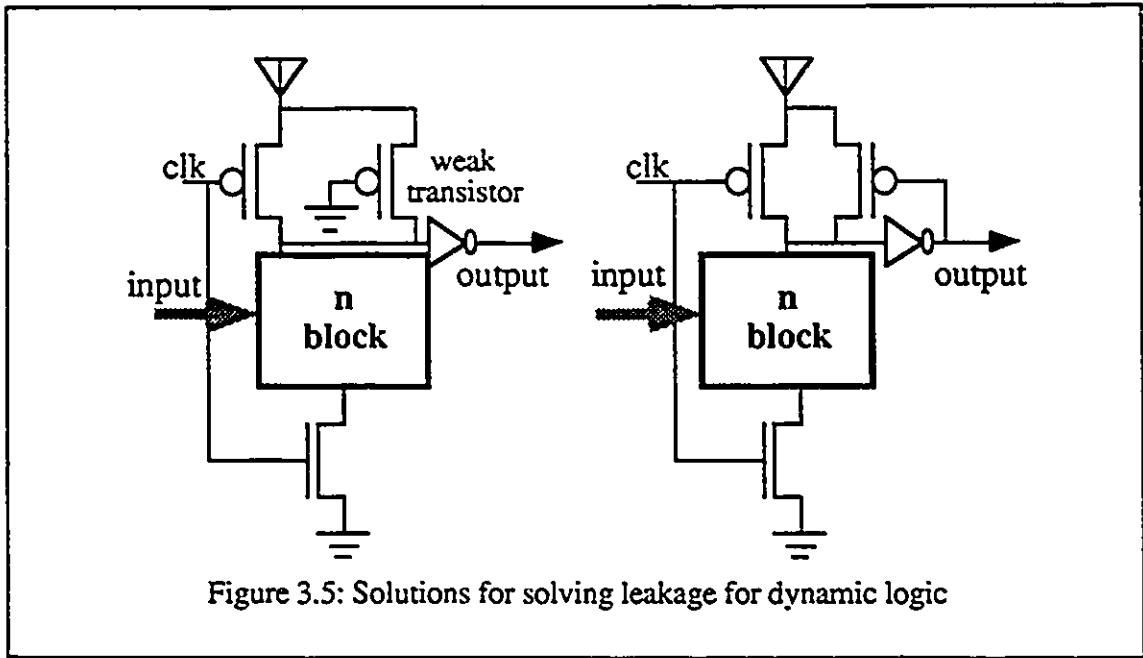 clk
weak
transistor
input
output
n
block
clk
input
output
n
block
Figure 3.5: Solutions for solving leakage for dynamic logic